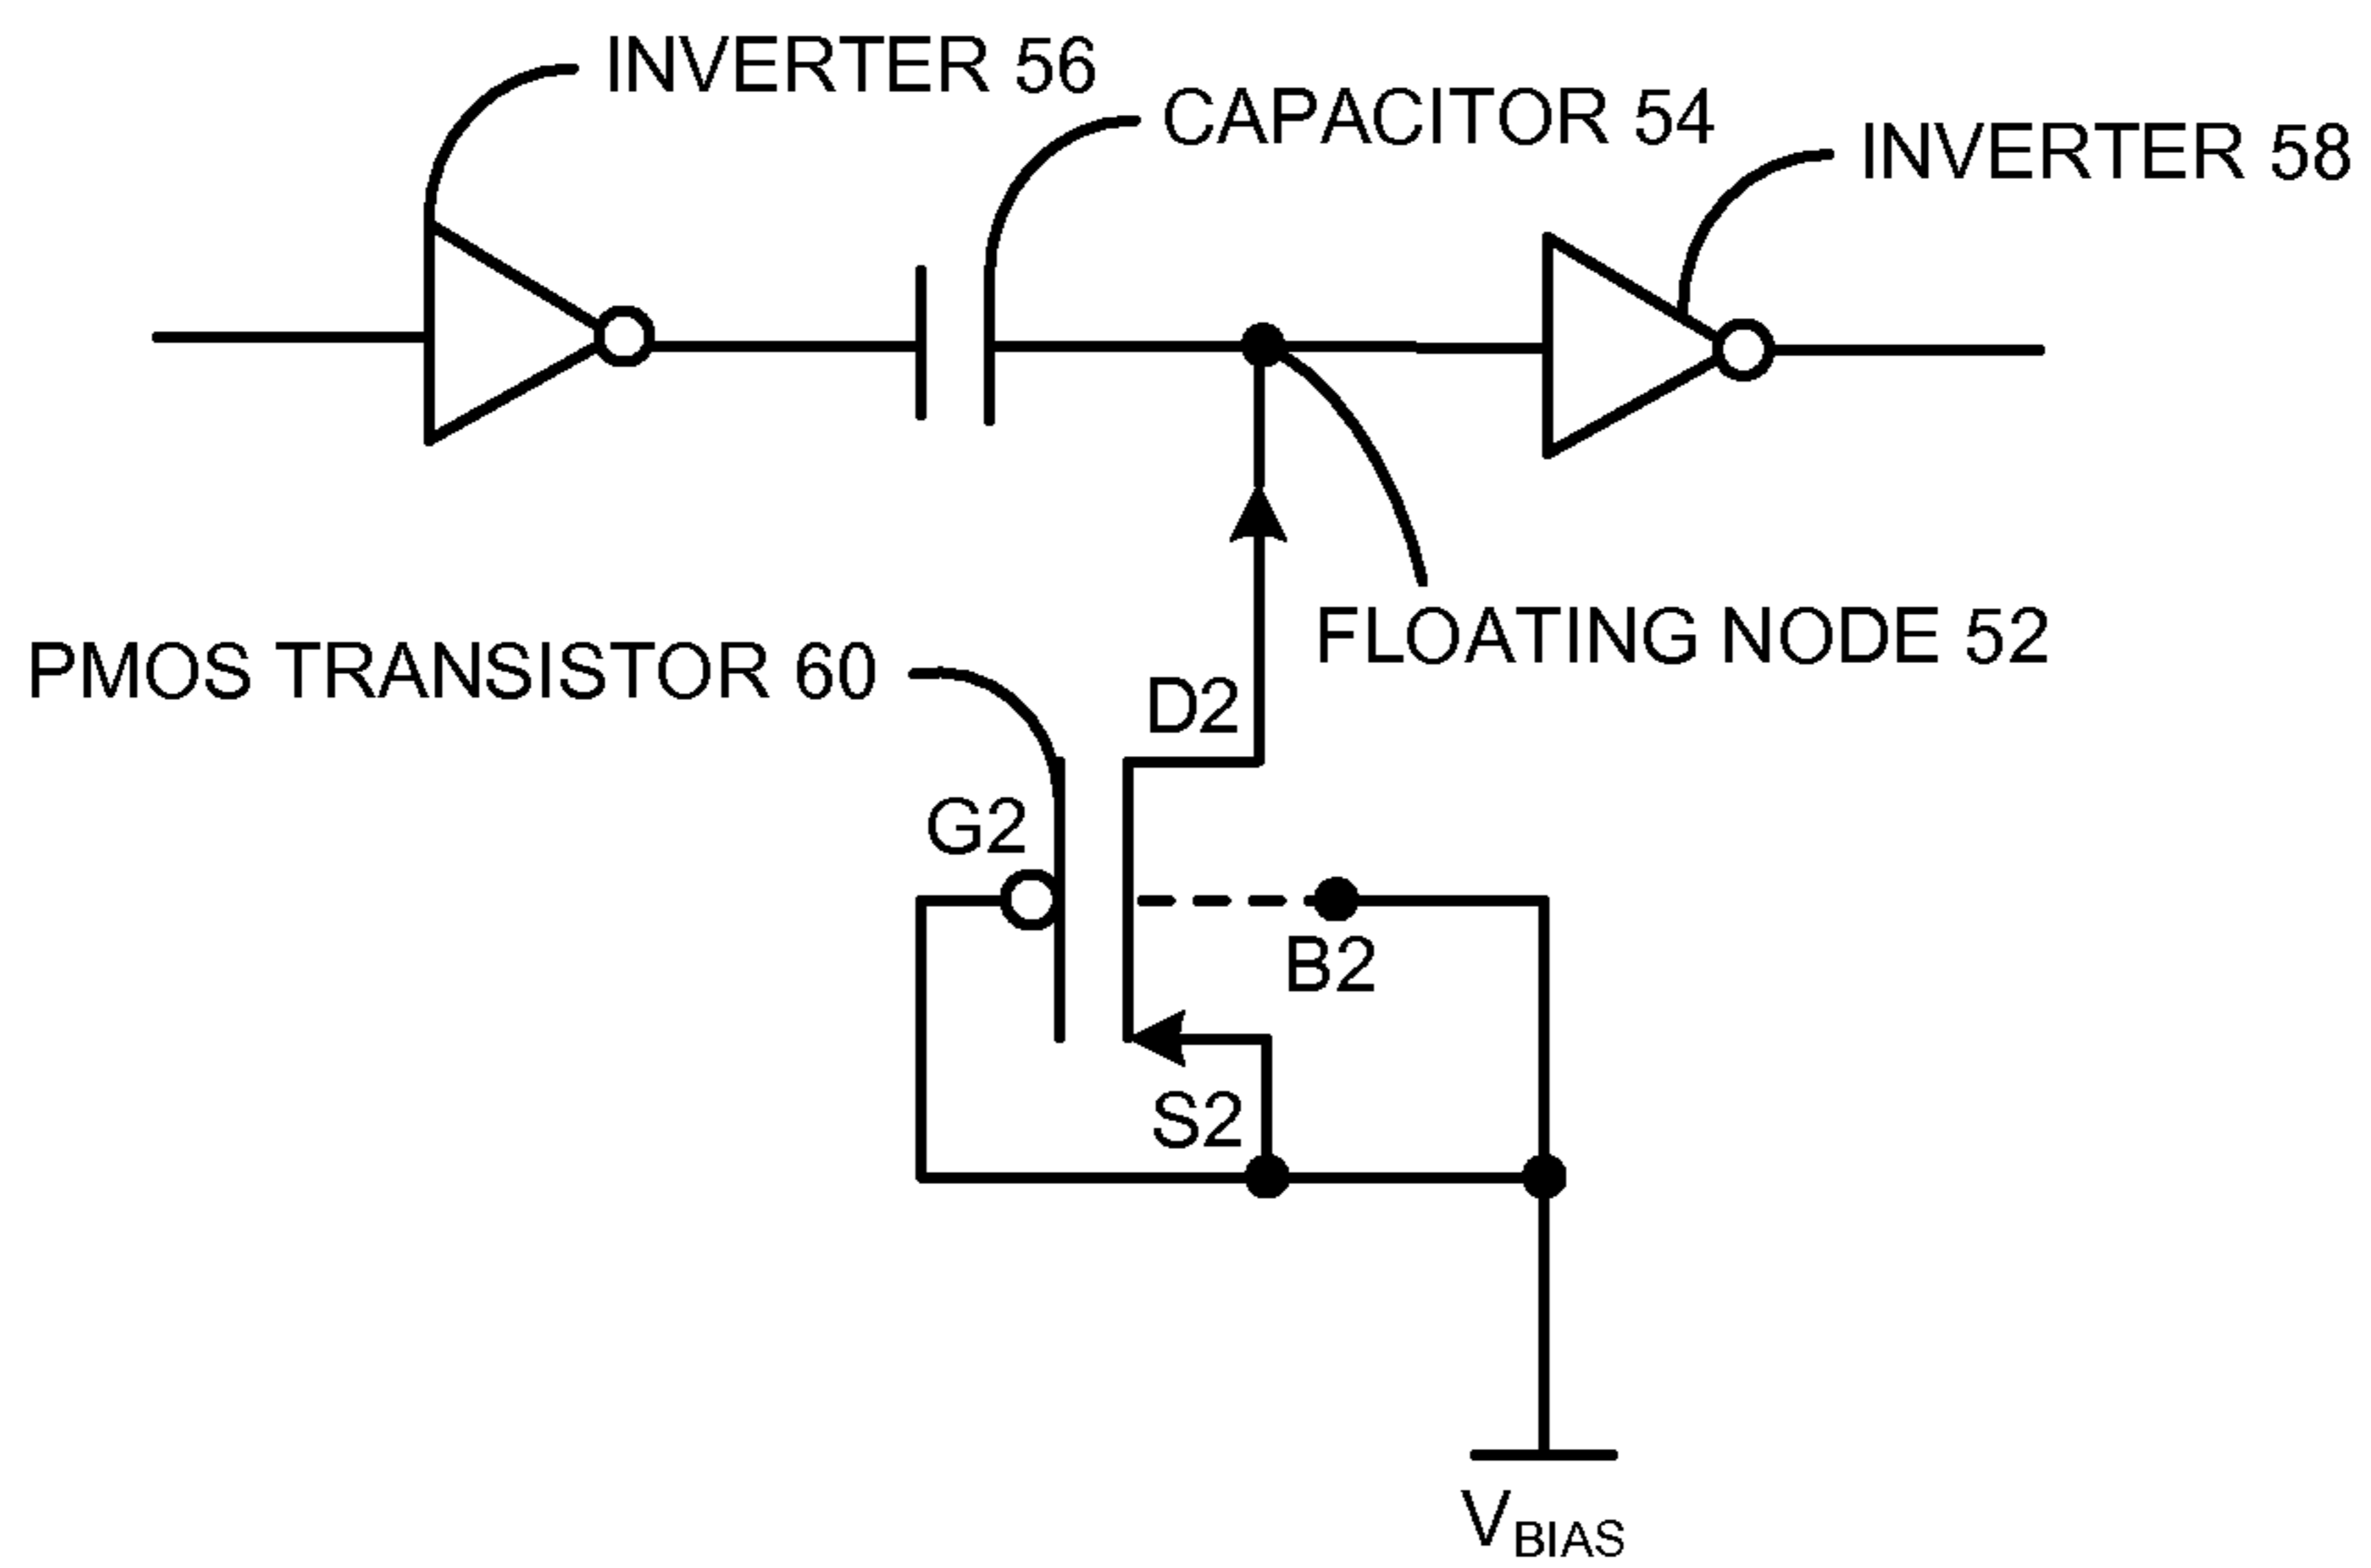 INVERTER 56
CAPACITOR 54
INVERTER 58
FLOATING NODE 52
PMOS TRANSISTOR 60
D2
G2
B2
S2
VBIAS